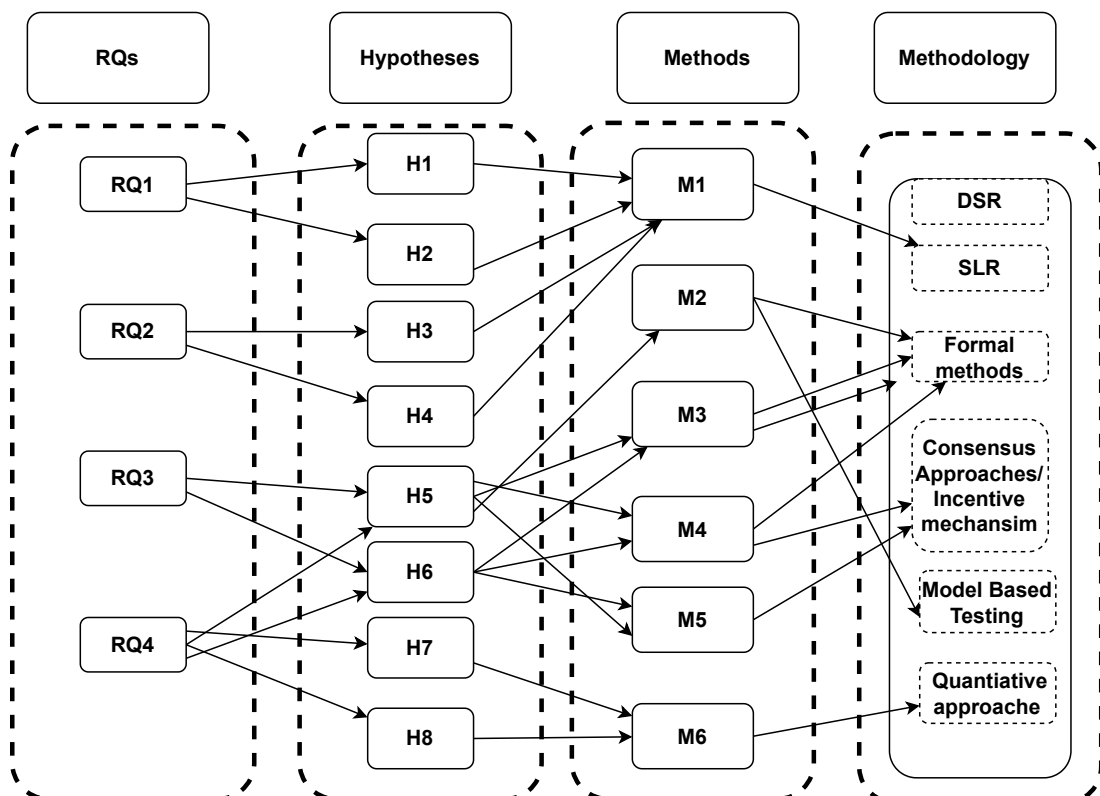 RQs
Hypotheses
Methods
Methodology
RQ1
RQ2
RQ3
RQ4
H1
H2
H3
H4
H5
H6
H7
H8
M1
M2
M3
M4
M5
M6
DSR
SLR
Formal
methods
Consensus
Approaches/
Incentive
mechansim
Model Based
Testing
Quantiative
approache